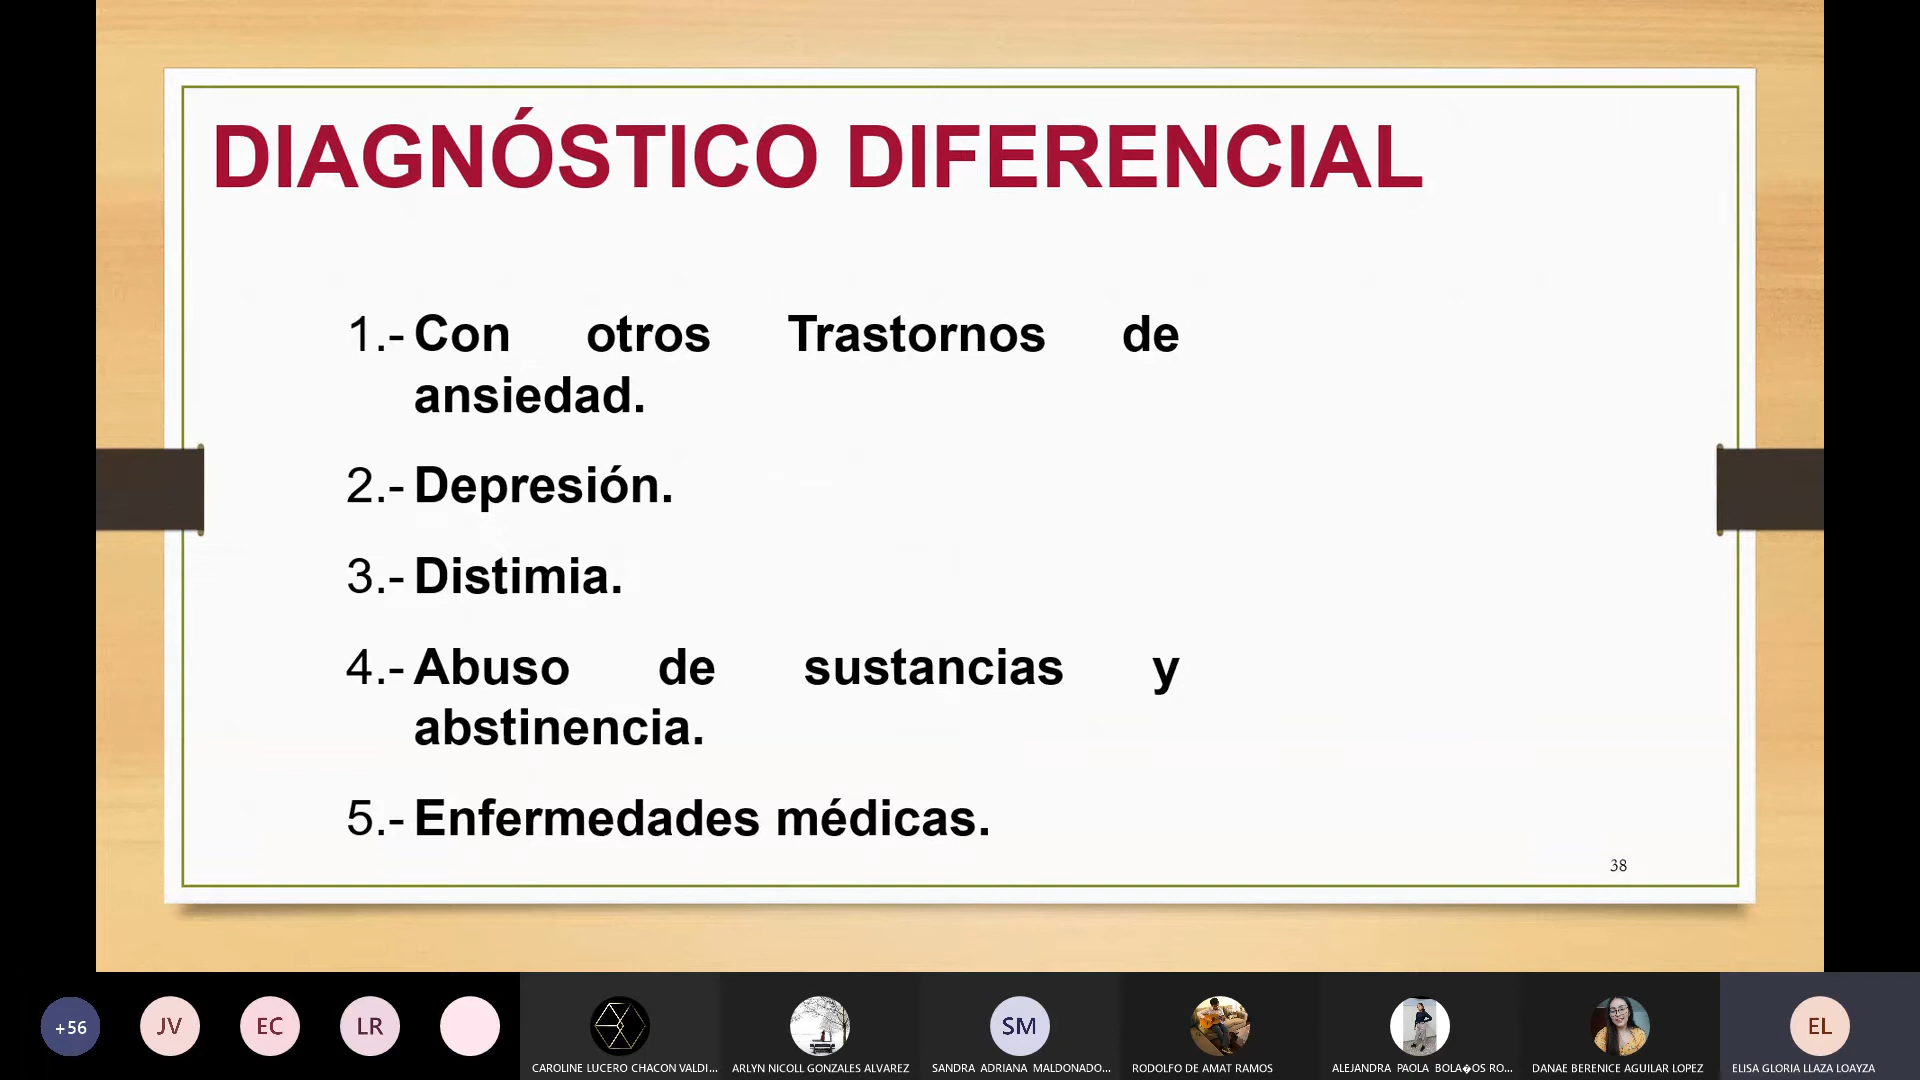 DIAGNÓSTICO DIFERENCIAL
1.- Con otros Trastornos de
ansiedad.
2.- Depresión.
3.- Distimia.
4.- Abuso de sustancias y
abstinencia.
5.- Enfermedades médicas.
38
+56
JV
EC
LR
SM
EL
CAROLINE LUCERO CHACON VALDI...
ARLYN NICOLL GONZALES ALVAREZ
SANDRA ADRIANA MALDONADO...
RODOLFO DE AMAT RAMOS
ALEJANDRA PAOLA BOLA�OS RO...
DANAE BERENICE AGUILAR LOPEZ
ELISA GLORIA LLAZA LOAYZA